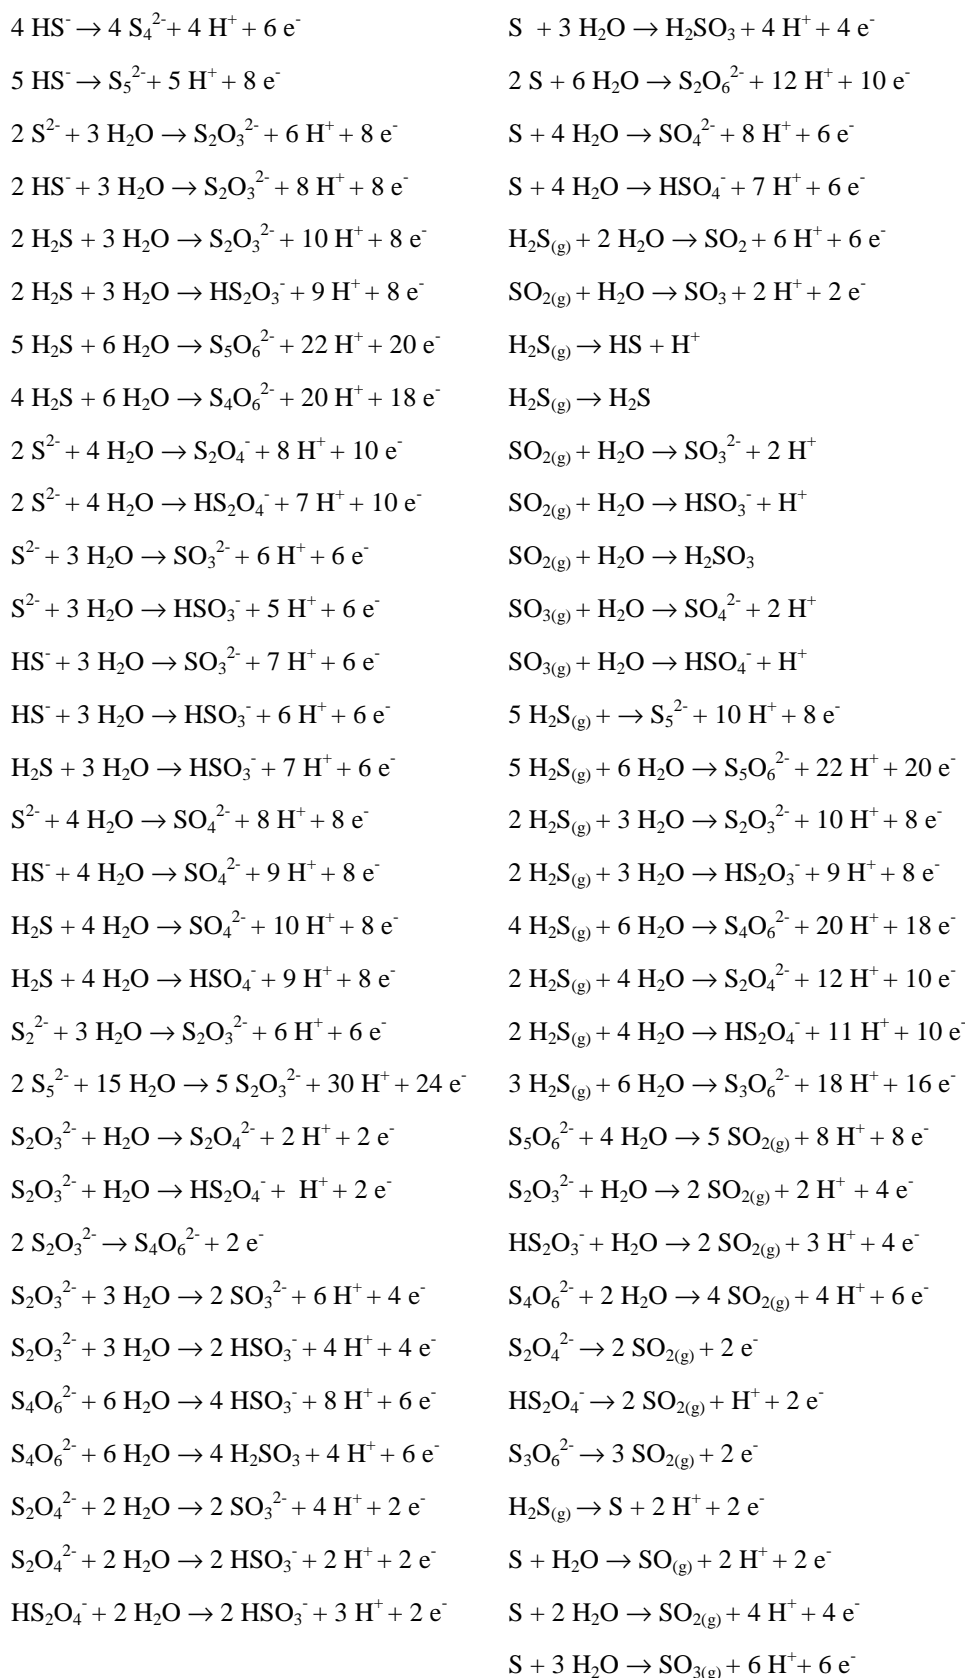 4 HS⁻ → 4 S₄²⁻ + 4 H⁺ + 6 e⁻
5 HS⁻ → S₅²⁻ + 5 H⁺ + 8 e⁻
2 S²⁻ + 3 H₂O → S₂O₃²⁻ + 6 H⁺ + 8 e⁻
2 HS⁻ + 3 H₂O → S₂O₃²⁻ + 8 H⁺ + 8 e⁻
2 H₂S + 3 H₂O → S₂O₃²⁻ + 10 H⁺ + 8 e⁻
2 H₂S + 3 H₂O → HS₂O₃⁻ + 9 H⁺ + 8 e⁻
5 H₂S + 6 H₂O → S₅O₆²⁻ + 22 H⁺ + 20 e⁻
4 H₂S + 6 H₂O → S₄O₆²⁻ + 20 H⁺ + 18 e⁻
2 S²⁻ + 4 H₂O → S₂O₄⁻ + 8 H⁺ + 10 e⁻
2 S²⁻ + 4 H₂O → HS₂O₄⁻ + 7 H⁺ + 10 e⁻
S²⁻ + 3 H₂O → SO₃²⁻ + 6 H⁺ + 6 e⁻
S²⁻ + 3 H₂O → HSO₃⁻ + 5 H⁺ + 6 e⁻
HS⁻ + 3 H₂O → SO₃²⁻ + 7 H⁺ + 6 e⁻
HS⁻ + 3 H₂O → HSO₃⁻ + 6 H⁺ + 6 e⁻
H₂S + 3 H₂O → HSO₃⁻ + 7 H⁺ + 6 e⁻
S²⁻ + 4 H₂O → SO₄²⁻ + 8 H⁺ + 8 e⁻
HS⁻ + 4 H₂O → SO₄²⁻ + 9 H⁺ + 8 e⁻
H₂S + 4 H₂O → SO₄²⁻ + 10 H⁺ + 8 e⁻
H₂S + 4 H₂O → HSO₄⁻ + 9 H⁺ + 8 e⁻
S₂²⁻ + 3 H₂O → S₂O₃²⁻ + 6 H⁺ + 6 e⁻
2 S₅²⁻ + 15 H₂O → 5 S₂O₃²⁻ + 30 H⁺ + 24 e⁻
S₂O₃²⁻ + H₂O → S₂O₄²⁻ + 2 H⁺ + 2 e⁻
S₂O₃²⁻ + H₂O → HS₂O₄⁻ + H⁺ + 2 e⁻
2 S₂O₃²⁻ → S₄O₆²⁻ + 2 e⁻
S₂O₃²⁻ + 3 H₂O → 2 SO₃²⁻ + 6 H⁺ + 4 e⁻
S₂O₃²⁻ + 3 H₂O → 2 HSO₃⁻ + 4 H⁺ + 4 e⁻
S₄O₆²⁻ + 6 H₂O → 4 HSO₃⁻ + 8 H⁺ + 6 e⁻
S₄O₆²⁻ + 6 H₂O → 4 H₂SO₃ + 4 H⁺ + 6 e⁻
S₂O₄²⁻ + 2 H₂O → 2 SO₃²⁻ + 4 H⁺ + 2 e⁻
S₂O₄²⁻ + 2 H₂O → 2 HSO₃⁻ + 2 H⁺ + 2 e⁻
HS₂O₄⁻ + 2 H₂O → 2 HSO₃⁻ + 3 H⁺ + 2 e⁻
S + 3 H₂O → H₂SO₃ + 4 H⁺ + 4 e⁻
2 S + 6 H₂O → S₂O₆²⁻ + 12 H⁺ + 10 e⁻
S + 4 H₂O → SO₄²⁻ + 8 H⁺ + 6 e⁻
S + 4 H₂O → HSO₄⁻ + 7 H⁺ + 6 e⁻
H₂S₍g₎ + 2 H₂O → SO₂ + 6 H⁺ + 6 e⁻
SO₂₍g₎ + H₂O → SO₃ + 2 H⁺ + 2 e⁻
H₂S₍g₎ → HS + H⁺
H₂S₍g₎ → H₂S
SO₂₍g₎ + H₂O → SO₃²⁻ + 2 H⁺
SO₂₍g₎ + H₂O → HSO₃⁻ + H⁺
SO₂₍g₎ + H₂O → H₂SO₃
SO₃₍g₎ + H₂O → SO₄²⁻ + 2 H⁺
SO₃₍g₎ + H₂O → HSO₄⁻ + H⁺
5 H₂S₍g₎ + → S₅²⁻ + 10 H⁺ + 8 e⁻
5 H₂S₍g₎ + 6 H₂O → S₅O₆²⁻ + 22 H⁺ + 20 e⁻
2 H₂S₍g₎ + 3 H₂O → S₂O₃²⁻ + 10 H⁺ + 8 e⁻
2 H₂S₍g₎ + 3 H₂O → HS₂O₃⁻ + 9 H⁺ + 8 e⁻
4 H₂S₍g₎ + 6 H₂O → S₄O₆²⁻ + 20 H⁺ + 18 e⁻
2 H₂S₍g₎ + 4 H₂O → S₂O₄²⁻ + 12 H⁺ + 10 e⁻
2 H₂S₍g₎ + 4 H₂O → HS₂O₄⁻ + 11 H⁺ + 10 e⁻
3 H₂S₍g₎ + 6 H₂O → S₃O₆²⁻ + 18 H⁺ + 16 e⁻
S₅O₆²⁻ + 4 H₂O → 5 SO₂₍g₎ + 8 H⁺ + 8 e⁻
S₂O₃²⁻ + H₂O → 2 SO₂₍g₎ + 2 H⁺ + 4 e⁻
HS₂O₃⁻ + H₂O → 2 SO₂₍g₎ + 3 H⁺ + 4 e⁻
S₄O₆²⁻ + 2 H₂O → 4 SO₂₍g₎ + 4 H⁺ + 6 e⁻
S₂O₄²⁻ → 2 SO₂₍g₎ + 2 e⁻
HS₂O₄⁻ → 2 SO₂₍g₎ + H⁺ + 2 e⁻
S₃O₆²⁻ → 3 SO₂₍g₎ + 2 e⁻
H₂S₍g₎ → S + 2 H⁺ + 2 e⁻
S + H₂O → SO₍g₎ + 2 H⁺ + 2 e⁻
S + 2 H₂O → SO₂₍g₎ + 4 H⁺ + 4 e⁻
S + 3 H₂O → SO₃₍g₎ + 6 H⁺ + 6 e⁻